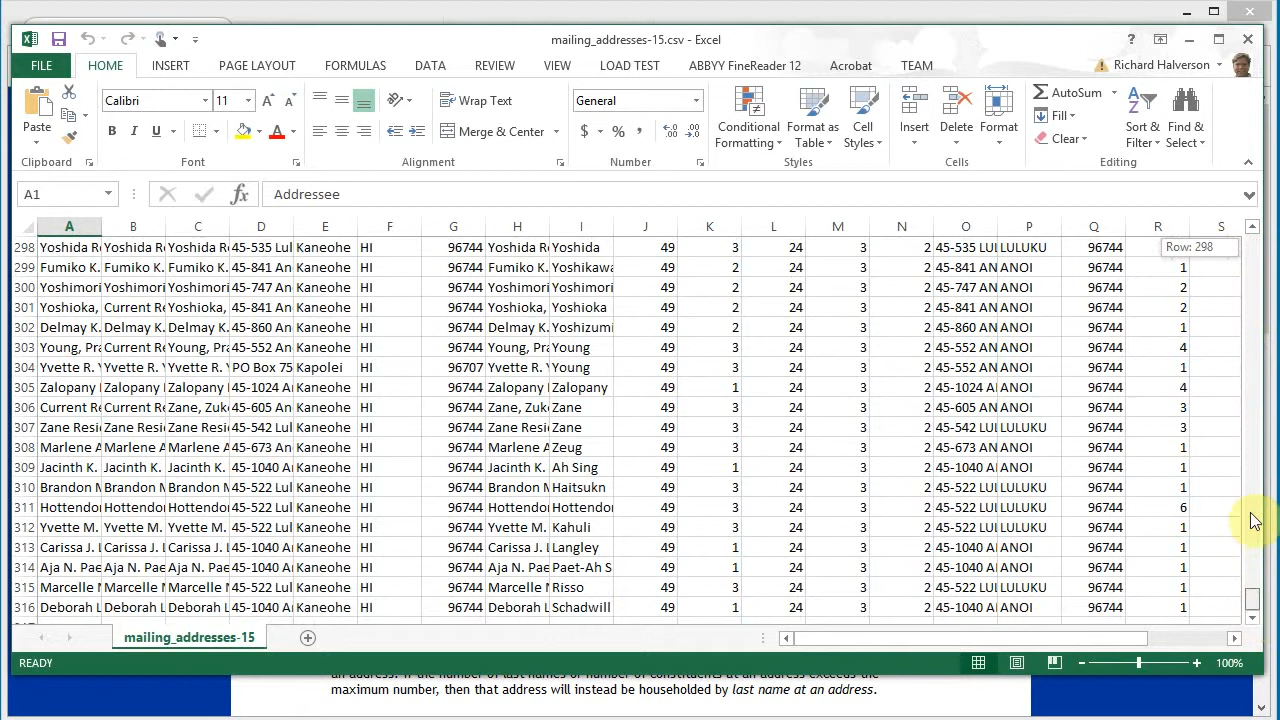 mailing_addresses-15.csv - Excel
FILE HOME INSERT PAGE LAYOUT FORMULAS DATA REVIEW VIEW LOAD TEST ABBYY FineReader 12 Acrobat TEAM Richard Halverson
Calibri 11 Wrap Text General AutoSum
Paste B I U Merge & Center $ % Conditional Formatting Format as Table Cell Styles Insert Delete Format Fill Clear Sort & Filter Find & Select
Clipboard Font Alignment Number Styles Cells Editing
A1 fx Addressee
A B C D E F G H I J K L M N O P Q R S
298 Yoshida Re Yoshida Re Yoshida Re 45-535 Lul Kaneohe HI 96744 Yoshida Re Yoshida 49 3 24 3 2 45-535 LUI LULUKU 96744 Row: 298
299 Fumiko K. Fumiko K. Fumiko K. 45-841 An Kaneohe HI 96744 Fumiko K. Yoshikawa 49 2 24 3 2 45-841 AN ANOI 96744 1
300 Yoshimori Yoshimori Yoshimori 45-747 An Kaneohe HI 96744 Yoshimori Yoshimori 49 2 24 3 2 45-747 AN ANOI 96744 2
301 Yoshioka, Current Re Yoshioka, 45-841 An Kaneohe HI 96744 Yoshioka, Yoshioka 49 2 24 3 2 45-841 AN ANOI 96744 2
302 Delmay K. Delmay K. Delmay K. 45-860 An Kaneohe HI 96744 Delmay K. Yoshizumi 49 2 24 3 2 45-860 AN ANOI 96744 1
303 Young, Pra Current Re Young, Pra 45-552 An Kaneohe HI 96744 Young, Pra Young 49 3 24 3 2 45-552 AN ANOI 96744 4
304 Yvette R. Y Yvette R. Y Yvette R. Y PO Box 75 Kapolei HI 96707 Yvette R. Y Young 49 3 24 3 2 45-552 AN ANOI 96744 1
305 Zalopany Zalopany Zalopany 45-1024 An Kaneohe HI 96744 Zalopany Zalopany 49 1 24 3 2 45-1024 A ANOI 96744 4
306 Current Re Current Re Zane, Zuke 45-605 An Kaneohe HI 96744 Zane, Zuke Zane 49 3 24 3 2 45-605 AN ANOI 96744 3
307 Zane Resi Zane Resi Zane Resi 45-542 Lul Kaneohe HI 96744 Zane Resi Zane 49 3 24 3 2 45-542 LUI LULUKU 96744 3
308 Marlene A Marlene A Marlene A 45-673 An Kaneohe HI 96744 Marlene A Zeug 49 3 24 3 2 45-673 AN ANOI 96744 1
309 Jacinth K. Jacinth K. Jacinth K. 45-1040 An Kaneohe HI 96744 Jacinth K. Ah Sing 49 1 24 3 2 45-1040 A ANOI 96744 1
310 Brandon M Brandon M Brandon M 45-522 Lul Kaneohe HI 96744 Brandon M Haitsukn 49 3 24 3 2 45-522 LUI LULUKU 96744 1
311 Hottendor Hottendor Hottendor 45-522 Lul Kaneohe HI 96744 Hottendor Hottendor 49 3 24 3 2 45-522 LUI LULUKU 96744 6
312 Yvette M. Yvette M. Yvette M. 45-522 Lul Kaneohe HI 96744 Yvette M. Kahuli 49 3 24 3 2 45-522 LUI LULUKU 96744 1
313 Carissa J. L Carissa J. L Carissa J. L 45-1040 An Kaneohe HI 96744 Carissa J. L Langley 49 1 24 3 2 45-1040 A ANOI 96744 1
314 Aja N. Pae Aja N. Pae Aja N. Pae 45-1040 An Kaneohe HI 96744 Aja N. Pae Paet-Ah S 49 1 24 3 2 45-1040 A ANOI 96744 1
315 Marcelle M Marcelle M Marcelle M 45-522 Lul Kaneohe HI 96744 Marcelle M Risso 49 3 24 3 2 45-522 LUI LULUKU 96744 1
316 Deborah L Deborah L Deborah L 45-1040 An Kaneohe HI 96744 Deborah L Schadwill 49 1 24 3 2 45-1040 A ANOI 96744 1
mailing_addresses-15
READY 100%
maximum number, then that address will instead be householded by last name at an address.